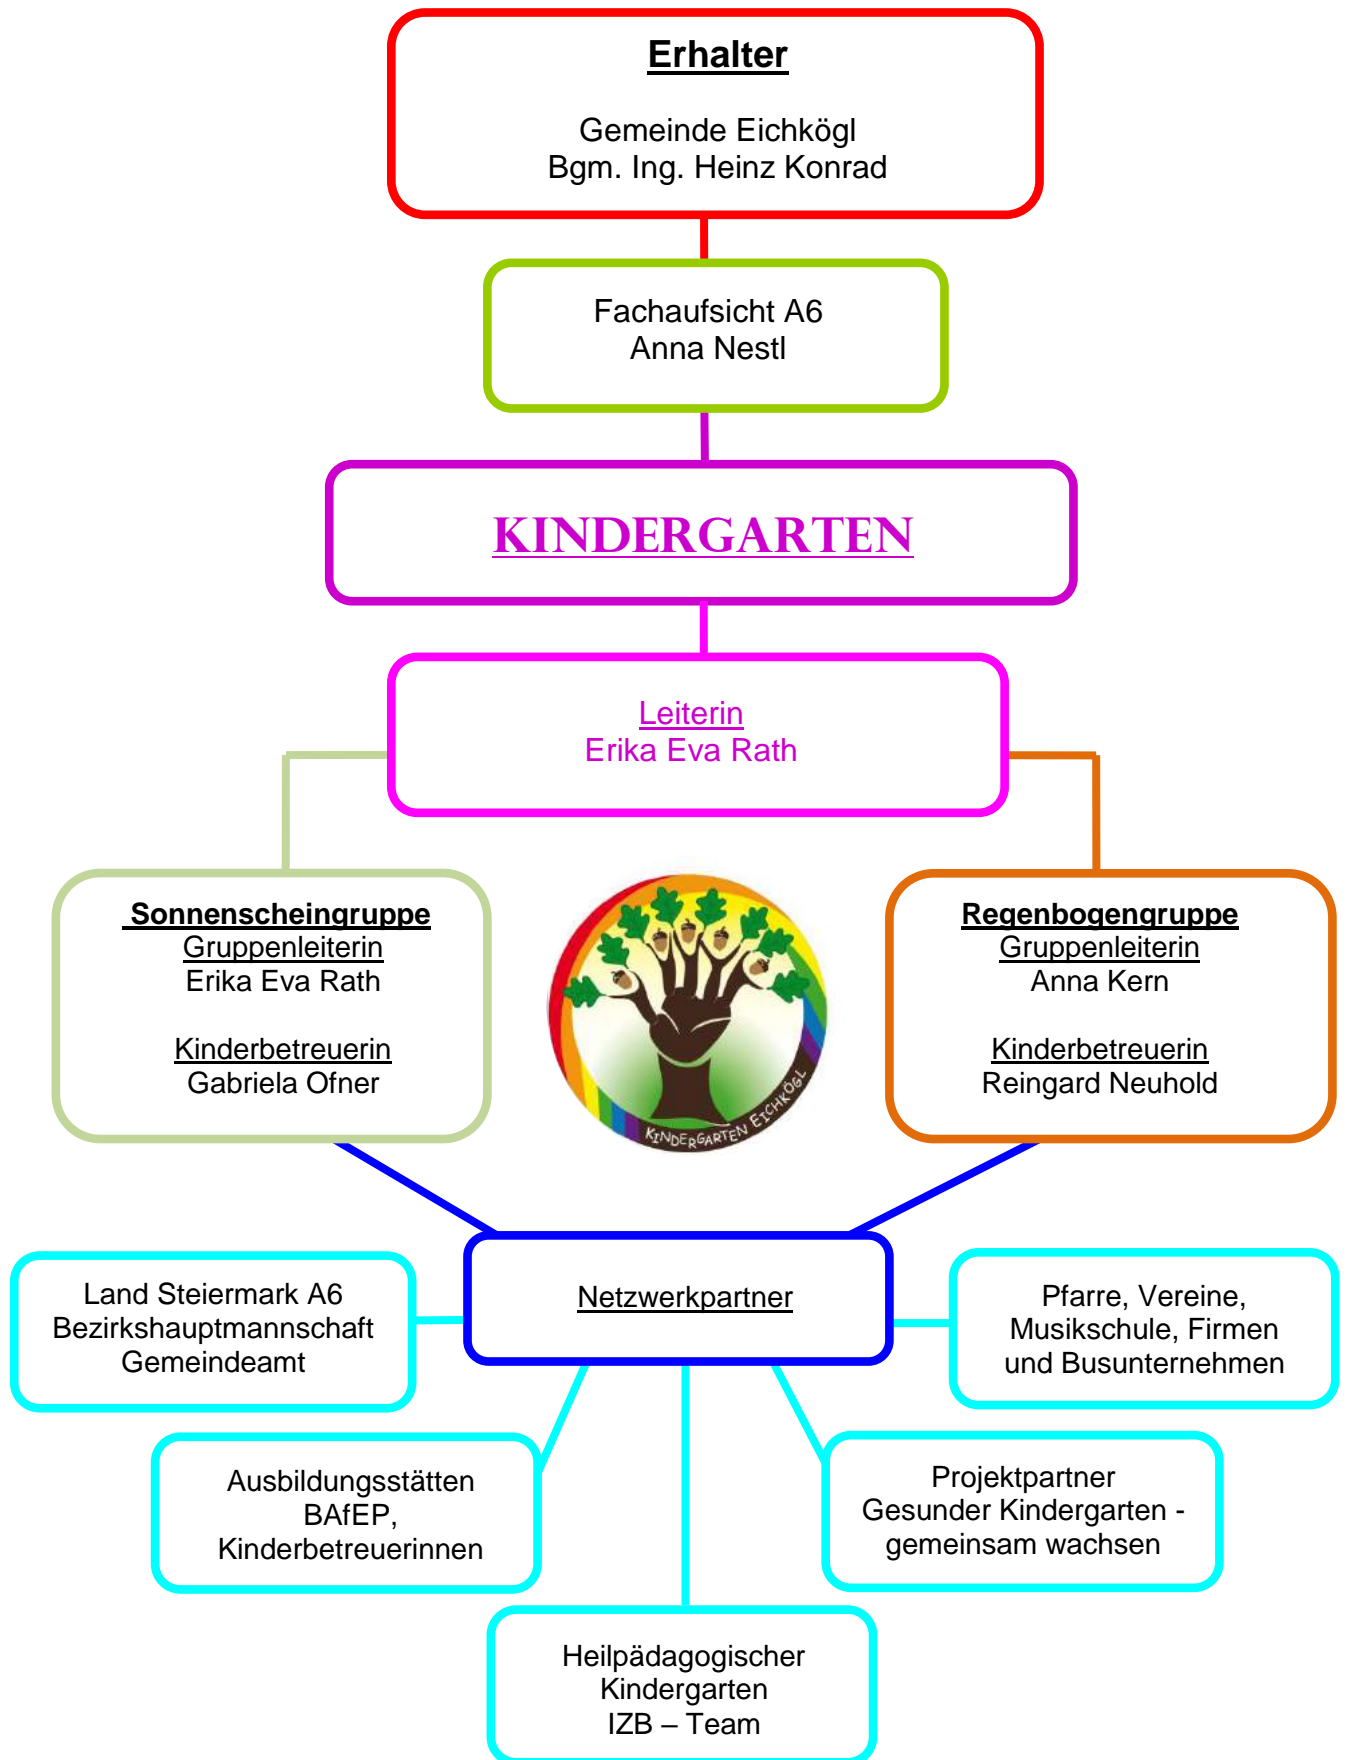 Erhalter
Gemeinde Eichkögl
Bgm. Ing. Heinz Konrad
Fachaufsicht A6
Anna Nestl
KINDERGARTEN
Leiterin
Erika Eva Rath
Sonnenscheingruppe
Gruppenleiterin
Erika Eva Rath
Kinderbetreuerin
Gabriela Ofner
KINDERGARTEN EICHKÖGL
Regenbogengruppe
Gruppenleiterin
Anna Kern
Kinderbetreuerin
Reingard Neuhold
Netzwerkpartner
Land Steiermark A6
Bezirkshauptmannschaft
Gemeindeamt
Pfarre, Vereine,
Musikschule, Firmen
und Busunternehmen
Ausbildungsstätten
BAfEP,
Kinderbetreuerinnen
Projektpartner
Gesunder Kindergarten -
gemeinsam wachsen
Heilpädagogischer
Kindergarten
IZB – Team